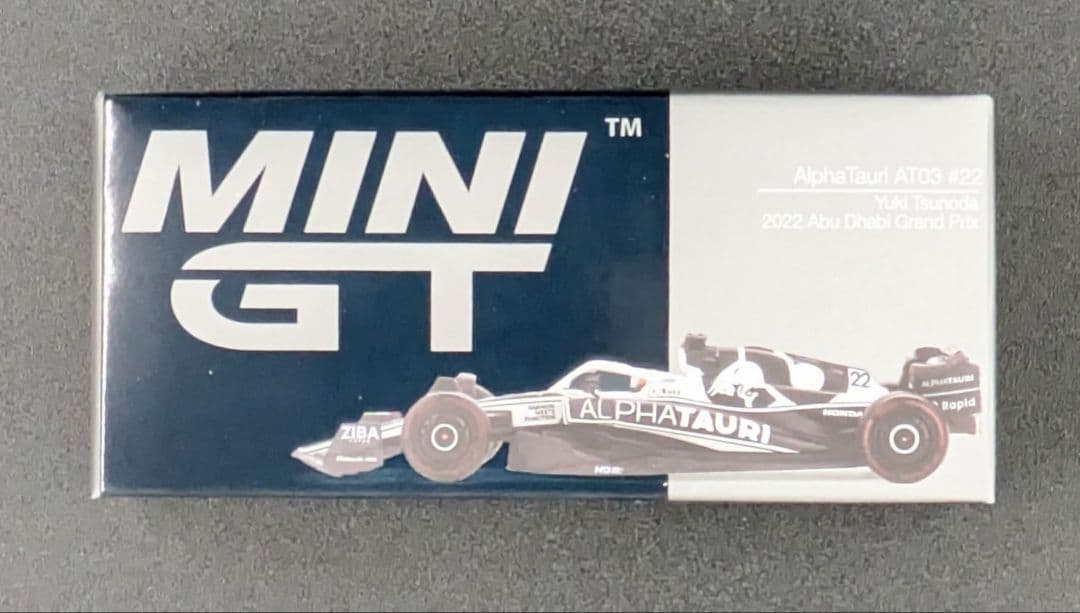 MINI
GT
TM
AlphaTauri AT03 #22
Yuki Tsunoda
2022 Abu Dhabi Grand Prix
22
ALPHATAURI
Rapid
ZIBA
ALPHATAURI
HONDA